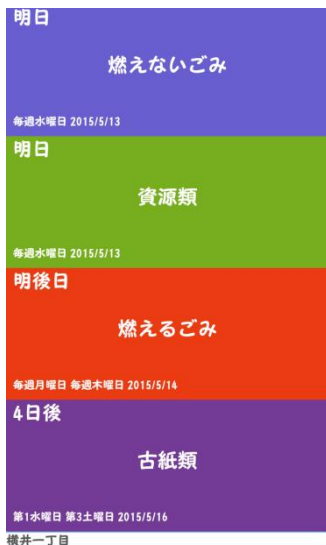 明日
燃えないごみ
毎週水曜日 2015/5/13
明日
資源類
毎週水曜日 2015/5/13
明後日
燃えるごみ
毎週月曜日 毎週木曜日 2015/5/14
4日後
古紙類
第1水曜日 第3土曜日 2015/5/16
横井一丁目